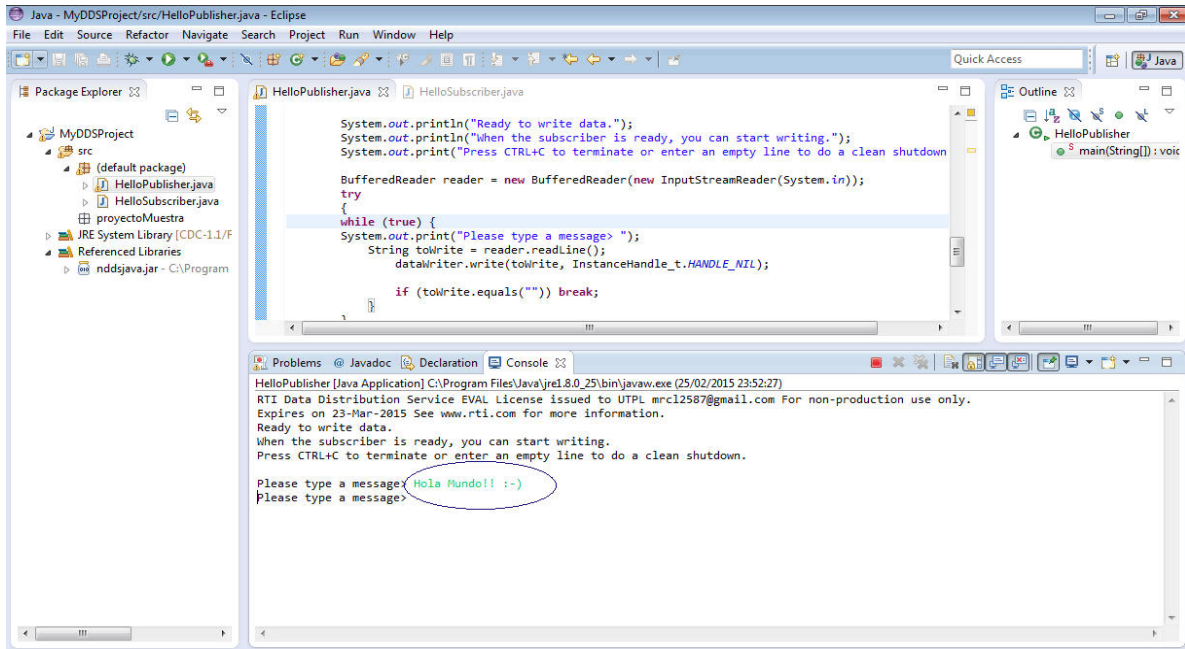 Java - MyDDSProject/src/HelloPublisher.java - Eclipse
File Edit Source Refactor Navigate Search Project Run Window Help
Quick Access
Java
Package Explorer
MyDDSProject
src
(default package)
HelloPublisher.java
HelloSubscriber.java
proyectoMuestra
JRE System Library [CDC-1.1/F
Referenced Libraries
nddsjava.jar - C:\Program
HelloPublisher.java HelloSubscriber.java
System.out.println("Ready to write data.");
System.out.println("When the subscriber is ready, you can start writing.");
System.out.print("Press CTRL+C to terminate or enter an empty line to do a clean shutdown
BufferedReader reader = new BufferedReader(new InputStreamReader(System.in));
try
{
while (true) {
System.out.print("Please type a message> ");
String toWrite = reader.readLine();
dataWriter.write(toWrite, InstanceHandle_t.HANDLE_NIL);
if (toWrite.equals("")) break;
}
Outline
HelloPublisher
main(String[]) : voic
Problems @ Javadoc Declaration Console
HelloPublisher [Java Application] C:\Program Files\Java\jre1.8.0_25\bin\javaw.exe (25/02/2015 23:52:27)
RTI Data Distribution Service EVAL License issued to UTPL mrcl2587@gmail.com For non-production use only.
Expires on 23-Mar-2015 See www.rti.com for more information.
Ready to write data.
When the subscriber is ready, you can start writing.
Press CTRL+C to terminate or enter an empty line to do a clean shutdown.
Please type a message> Hola Mundo!! :-)
Please type a message>